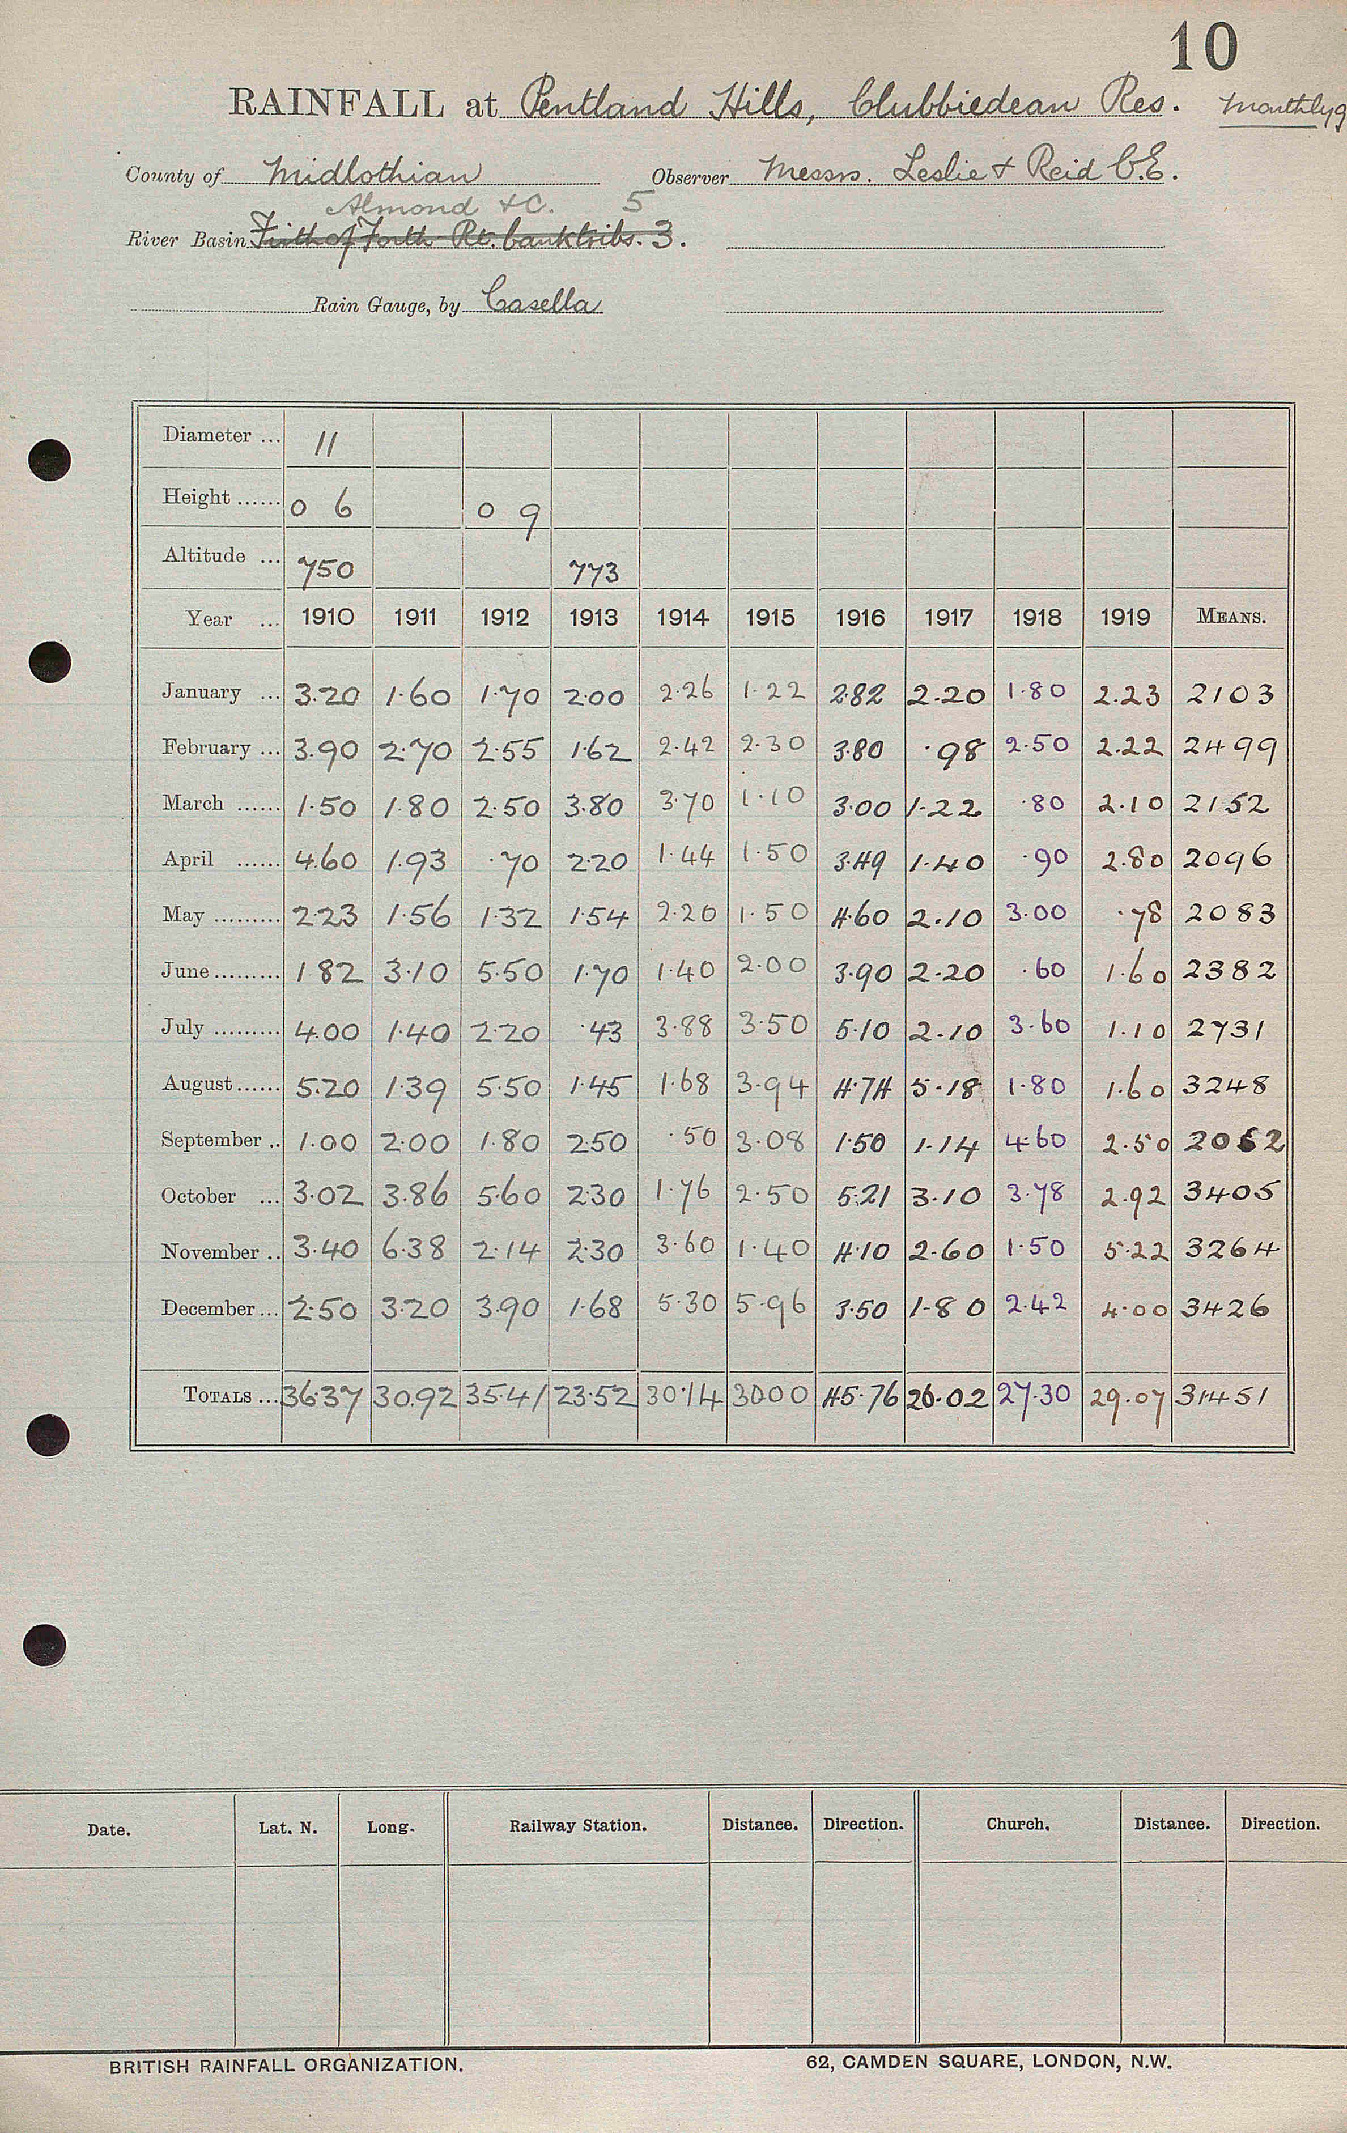 10
RAINFALL at Pentland Hills, Clubbiedean Res. Monthly g
County of Midlothian Observer Messrs. Leslie & Reid C.E.
Almond &C. 5
River Basin Firth of Forth Rt. bank tribs. 3.
Rain Gauge, by Casella
Diameter ... 11
Height ...... 0 6 0 9
Altitude ... 750 773
Year ... 1910 1911 1912 1913 1914 1915 1916 1917 1918 1919 MEANS.
January ... 3.20 1.60 1.70 2.00 2.26 1.22 2.82 2.20 1.80 2.23 2103
February ... 3.90 2.70 2.55 1.62 2.42 2.30 3.80 .98 2.50 2.22 2499
March ...... 1.50 1.80 2.50 3.80 3.70 1.10 3.00 1.22 .80 2.10 2152
April ...... 4.60 1.93 .70 2.20 1.44 1.50 3.49 1.40 .90 2.80 2096
May ......... 2.23 1.56 1.32 1.54 2.20 1.50 4.60 2.10 3.00 .78 2083
June ......... 1.82 3.10 5.50 1.70 1.40 2.00 3.90 2.20 .60 1.60 2382
July ......... 4.00 1.40 2.20 .43 3.88 3.50 5.10 2.10 3.60 1.10 2731
August ...... 5.20 1.39 5.50 1.45 1.68 3.94 4.74 5.18 1.80 1.60 3248
September .. 1.00 2.00 1.80 2.50 .50 3.08 1.50 1.14 4.60 2.50 2062
October ... 3.02 3.86 5.60 2.30 1.76 2.50 5.21 3.10 3.78 2.92 3405
November .. 3.40 6.38 2.14 2.30 3.60 1.40 4.10 2.60 1.50 5.22 3264
December ... 2.50 3.20 3.90 1.68 5.30 5.96 3.50 1.80 2.42 4.00 3426
TOTALS ... 36.37 30.92 35.41 23.52 30.14 30.00 45.76 26.02 27.30 29.07 31451
Date. Lat. N. Long. Railway Station. Distance. Direction. Church. Distance. Direction.
BRITISH RAINFALL ORGANIZATION. 62, CAMDEN SQUARE, LONDON, N.W.